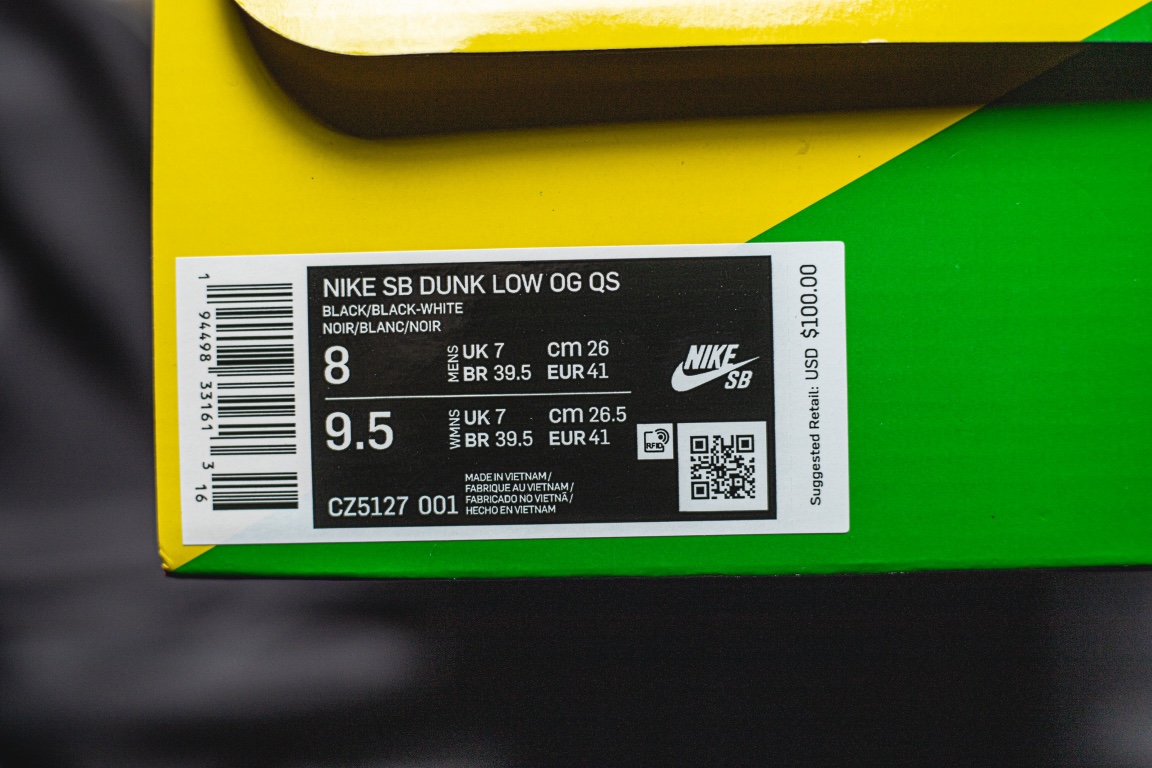 1 94498 33161 3 16
NIKE SB DUNK LOW OG QS
BLACK/BLACK-WHITE
NOIR/BLANC/NOIR
8
MENS
UK 7 cm 26
BR 39.5 EUR 41
9.5
WMNS
UK 7 cm 26.5
BR 39.5 EUR 41
CZ5127 001
MADE IN VIETNAM /
FABRIQUE AU VIETNAM /
FABRICADO NO VIETNÃ /
HECHO EN VIETNAM
NIKE
SB
RFID
Suggested Retail: USD $100.00